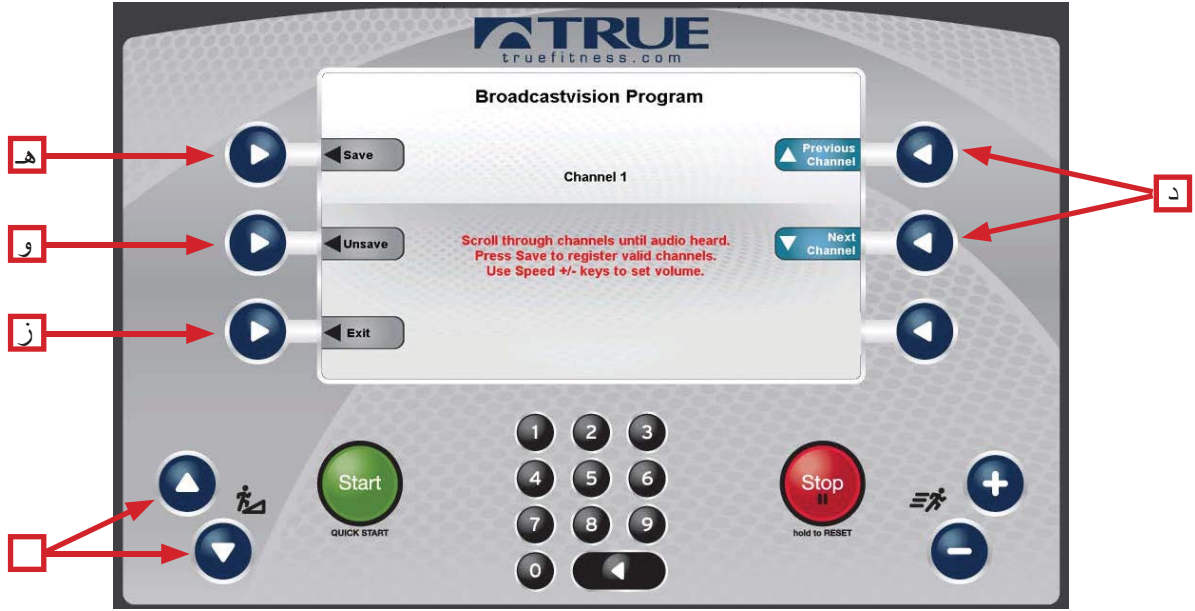 TRUE
truefitness.com
Broadcastvision Program
هـ
Save
Previous
Channel
د
Channel 1
و
Unsave
Scroll through channels until audio heard.
Press Save to register valid channels.
Use Speed +/- keys to set volume.
Next
Channel
ز
Exit
1 2 3
4 5 6
7 8 9
0
Start
QUICK START
Stop
hold to RESET
+
-